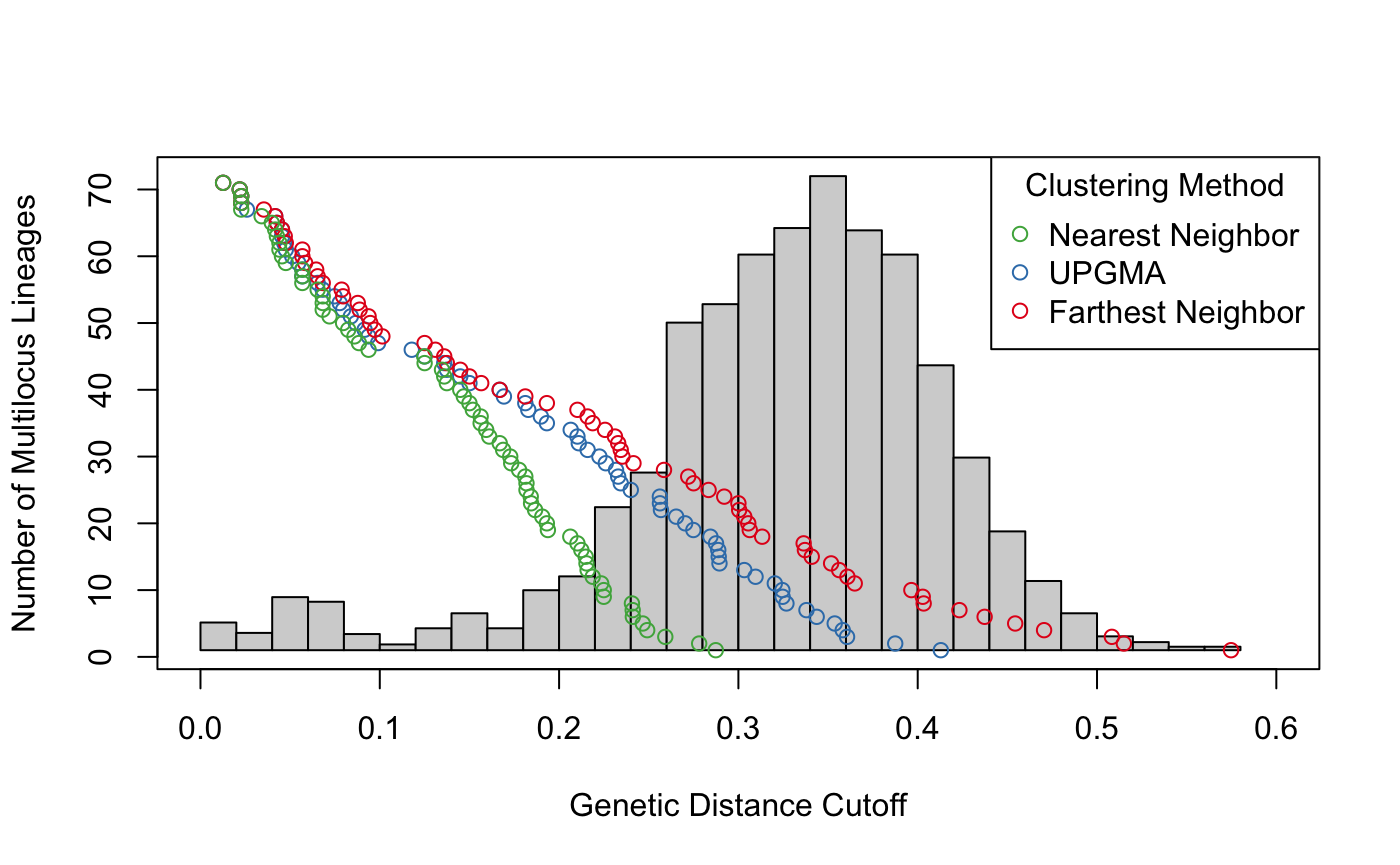 Number of Multilocus Lineages
70
60
50
40
30
20
10
0
Clustering Method
Nearest Neighbor
UPGMA
Farthest Neighbor
0.0 0.1 0.2 0.3 0.4 0.5 0.6
Genetic Distance Cutoff